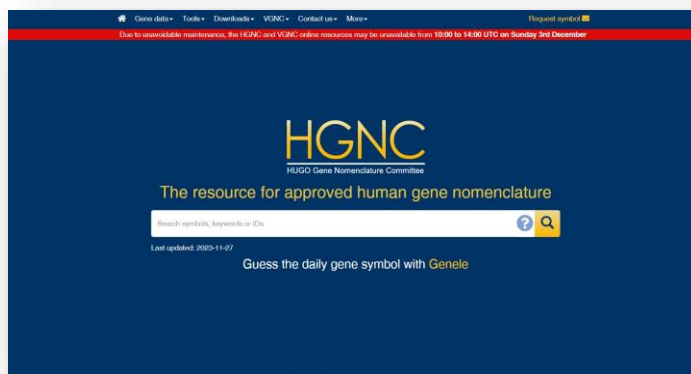 Gene data Tools Downloads VGNC Contact us More Request symbol
Due to unavoidable maintenance, the HGNC and VGNC online resources may be unavailable from 10:00 to 14:00 UTC on Sunday 3rd December
HGNC
HUGO Gene Nomenclature Committee
The resource for approved human gene nomenclature
Search symbols, keywords or IDs
Last updated: 2023-11-27
Guess the daily gene symbol with Genele